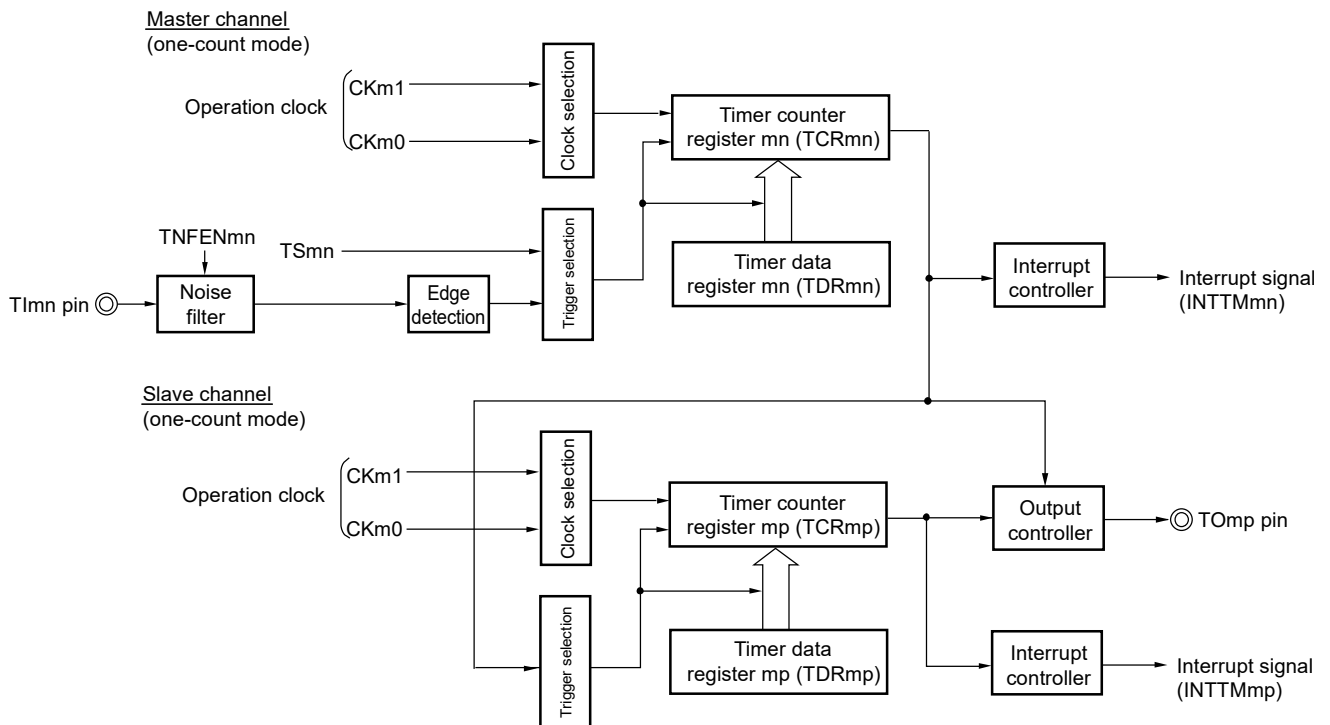 Master channel
(one-count mode)
Operation clock
CKm1
CKm0
Clock selection
Timer counter
register mn (TCRmn)
TNFENmn
TSmn
TImn pin
Noise
filter
Edge
detection
Trigger selection
Timer data
register mn (TDRmn)
Interrupt
controller
Interrupt signal
(INTTMmn)
Slave channel
(one-count mode)
Operation clock
CKm1
CKm0
Clock selection
Timer counter
register mp (TCRmp)
Output
controller
TOmp pin
Trigger selection
Timer data
register mp (TDRmp)
Interrupt
controller
Interrupt signal
(INTTMmp)